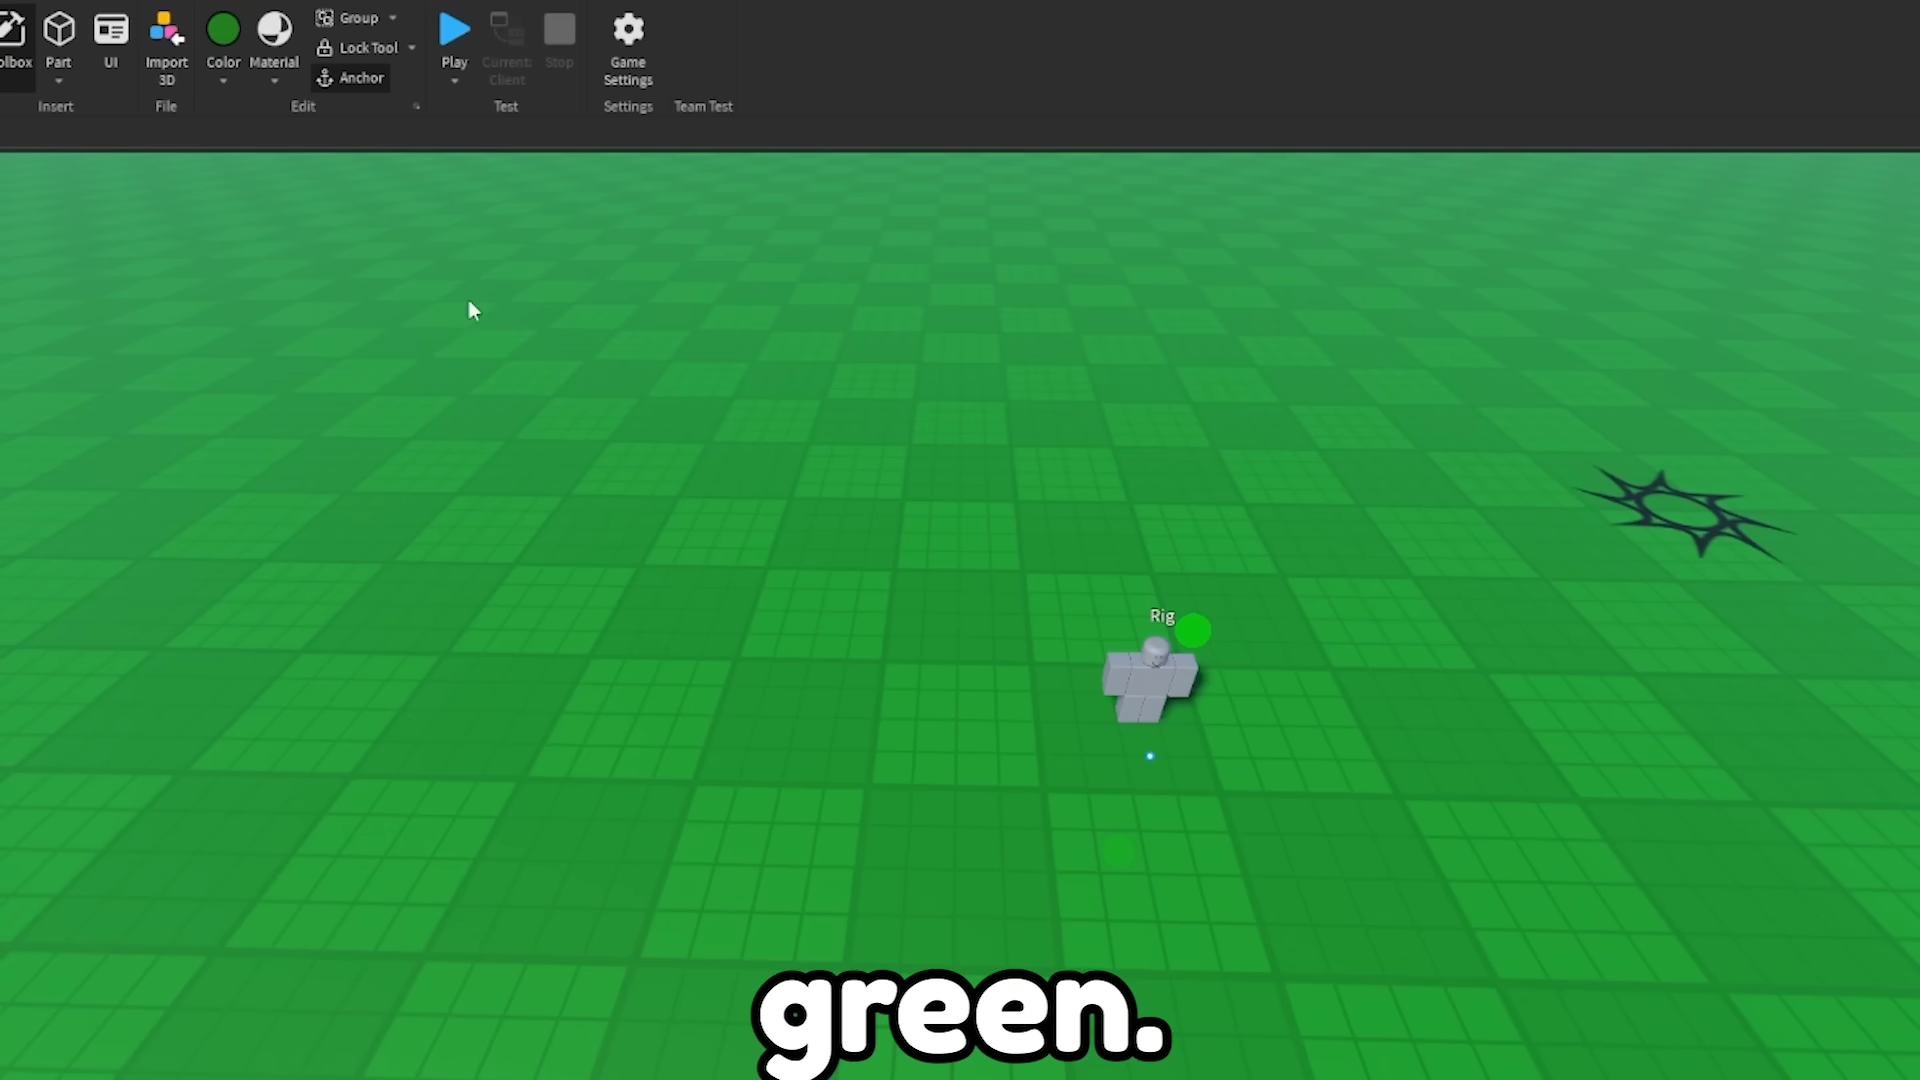 olbox
Part
UI
Insert
Import
3D
File
Color
Material
Group
Lock Tool
Anchor
Edit
Play
Current:
Client
Stop
Test
Game
Settings
Settings
Team Test
Rig
green.